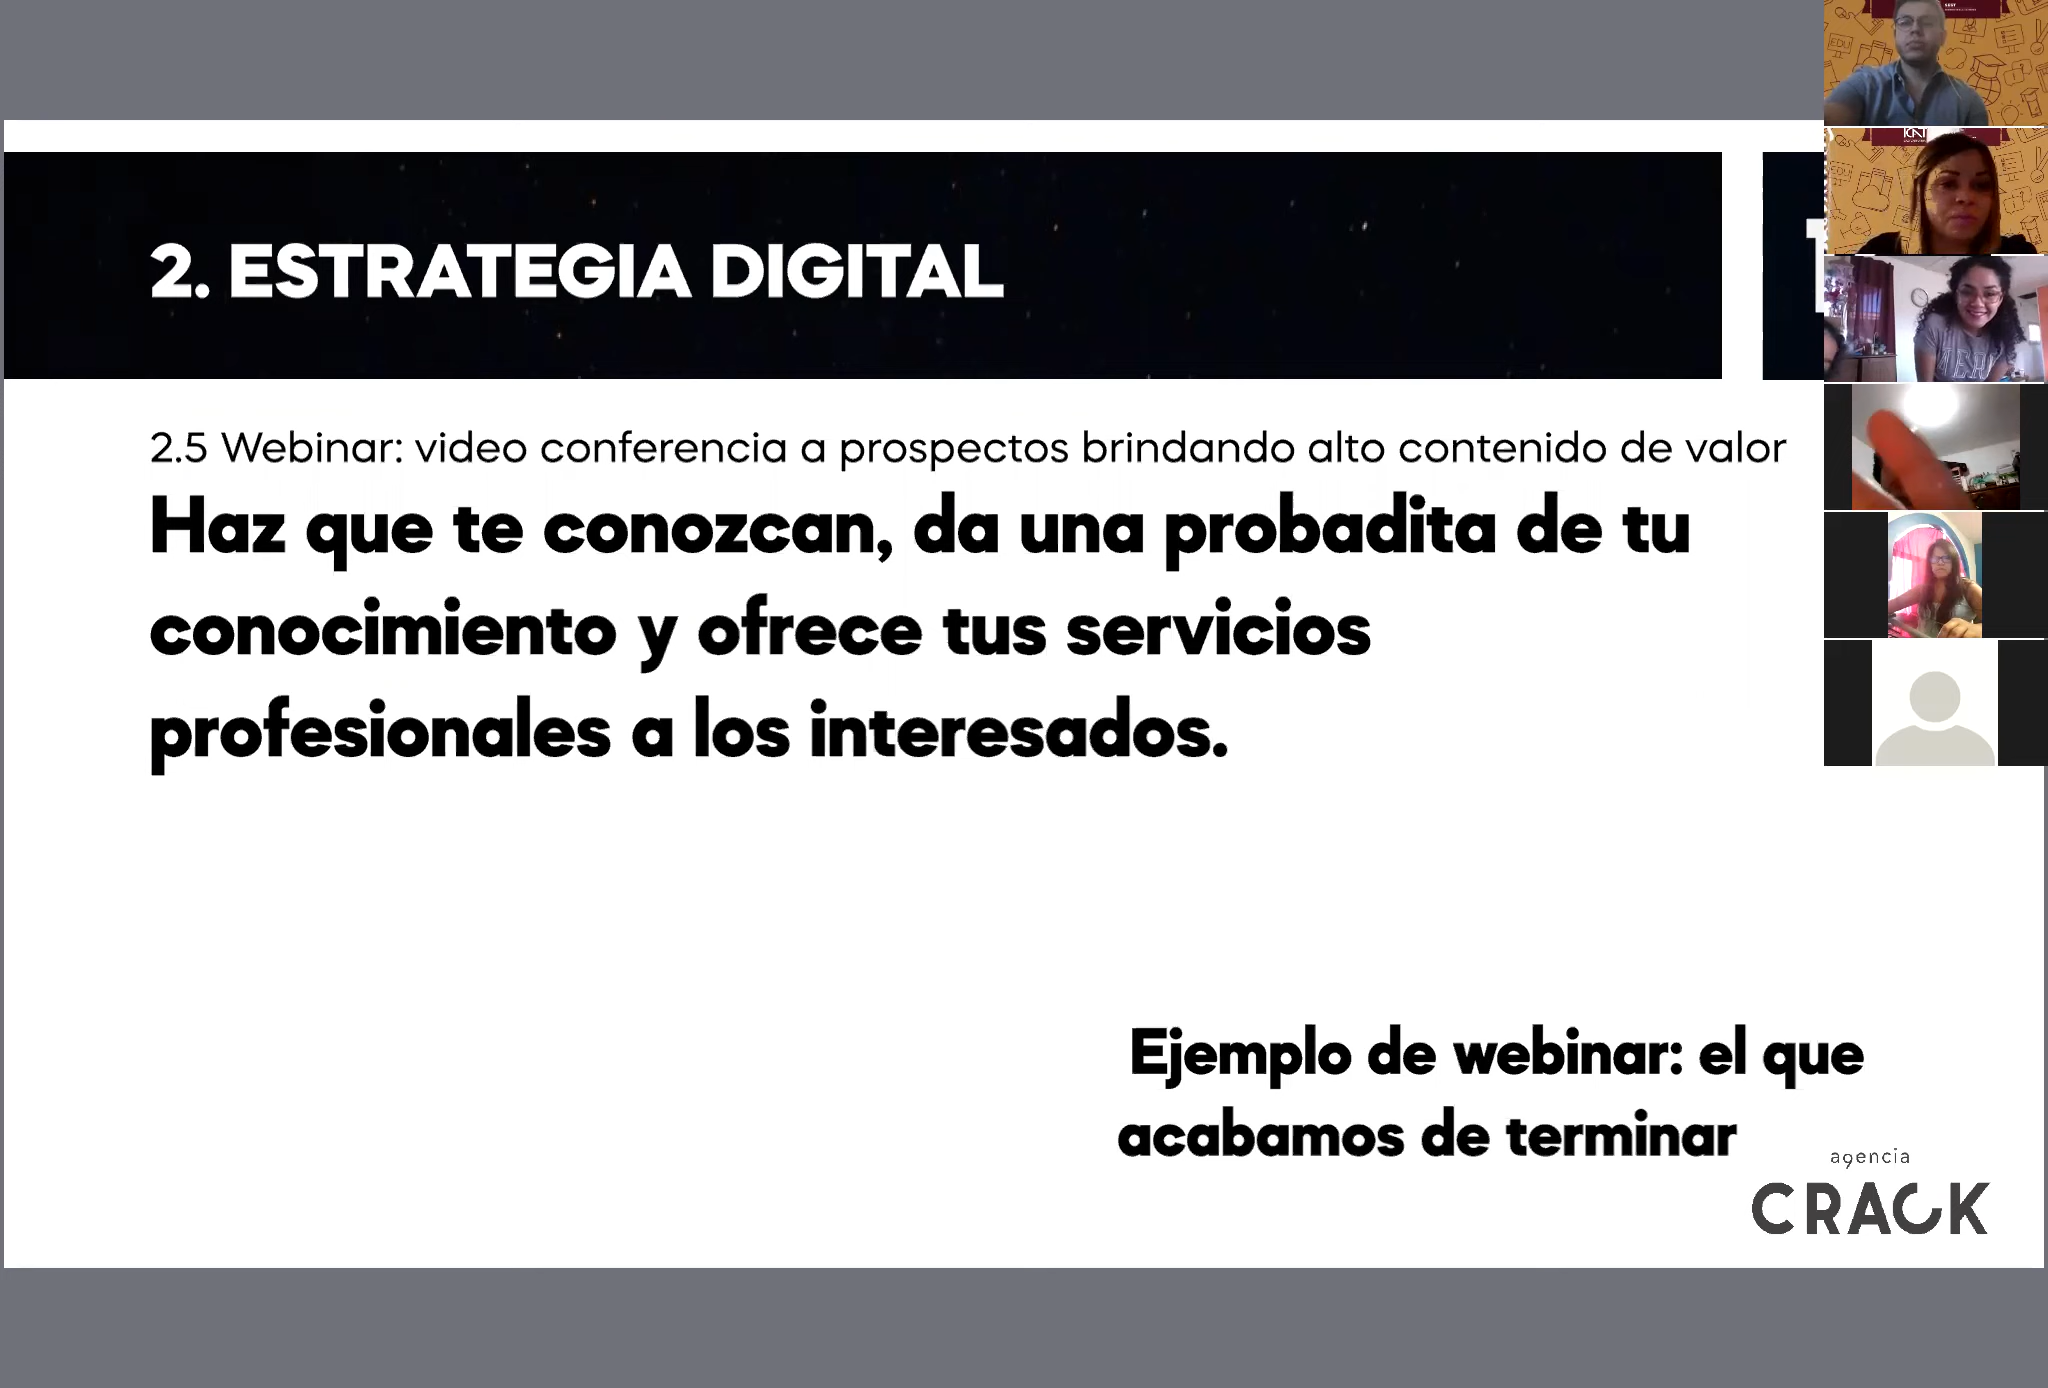 2. ESTRATEGIA DIGITAL
2.5 Webinar: video conferencia a prospectos brindando alto contenido de valor
Haz que te conozcan, da una probadita de tu
conocimiento y ofrece tus servicios
profesionales a los interesados.
Ejemplo de webinar: el que
acabamos de terminar
agencia
CRACK
EDU
EDU